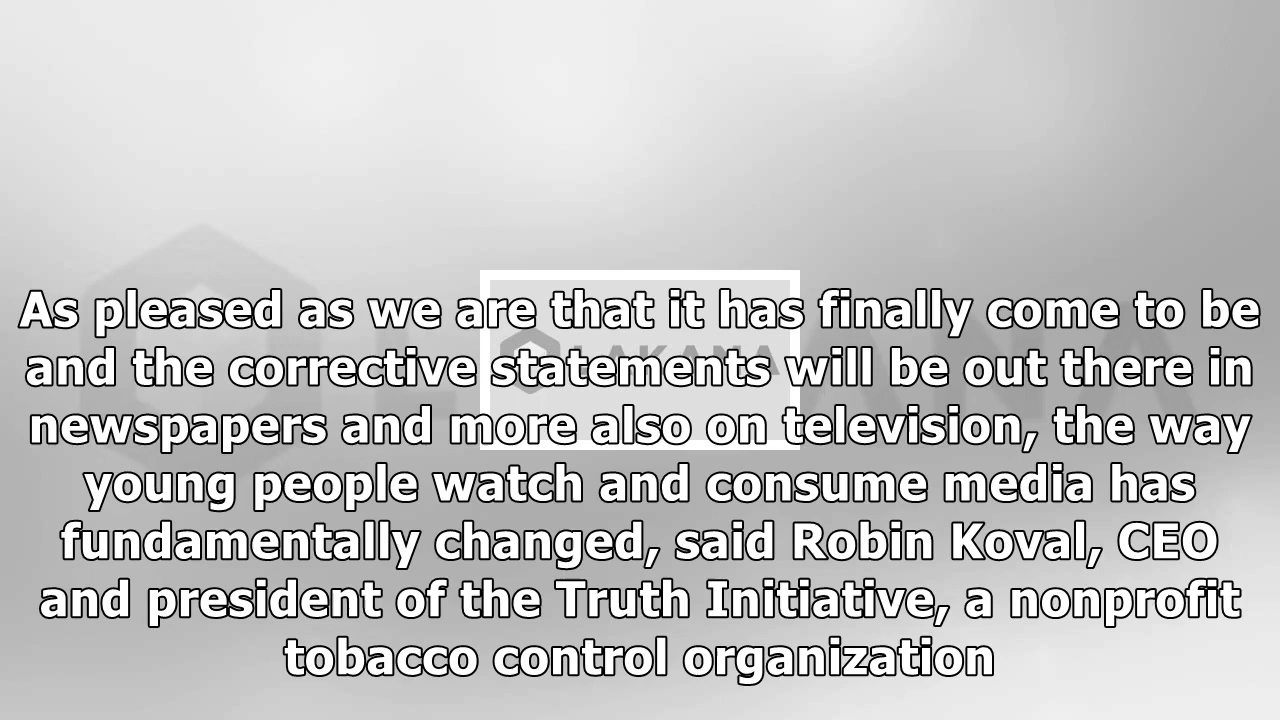 As pleased as we are that it has finally come to be
and the corrective statements will be out there in
newspapers and more also on television, the way
young people watch and consume media has
fundamentally changed, said Robin Koval, CEO
and president of the Truth Initiative, a nonprofit
tobacco control organization
LAKANA